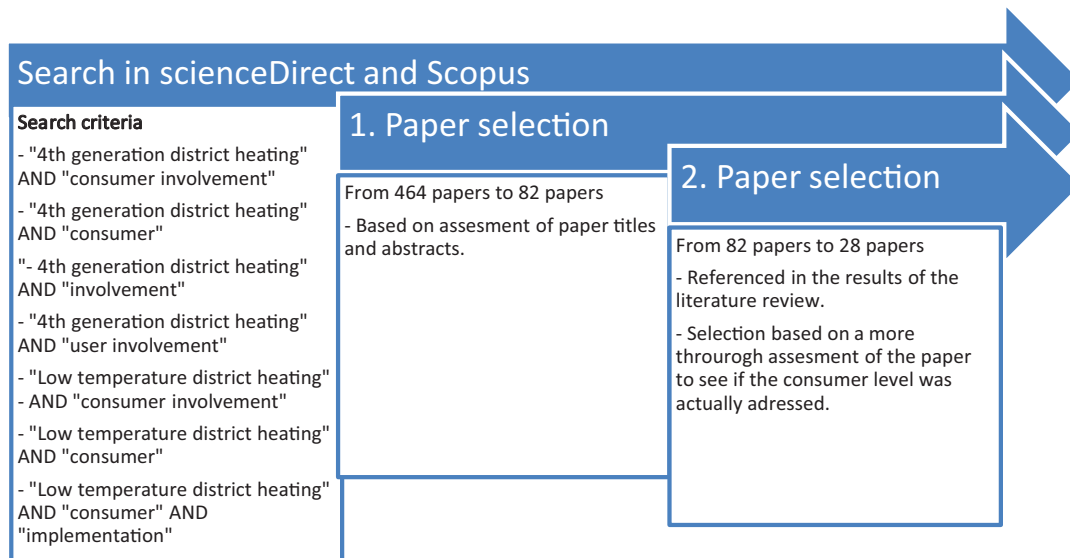 Search in scienceDirect and Scopus
Search criteria
- "4th generation district heating"
AND "consumer involvement"
- "4th generation district heating"
AND "consumer"
"- 4th generation district heating"
AND "involvement"
- "4th generation district heating"
AND "user involvement"
- "Low temperature district heating"
- AND "consumer involvement"
- "Low temperature district heating"
AND "consumer"
- "Low temperature district heating"
AND "consumer" AND
"implementation"
1. Paper selection
From 464 papers to 82 papers
- Based on assesment of paper titles
and abstracts.
2. Paper selection
From 82 papers to 28 papers
- Referenced in the results of the
literature review.
- Selection based on a more
throurogh assesment of the paper
to see if the consumer level was
actually adressed.